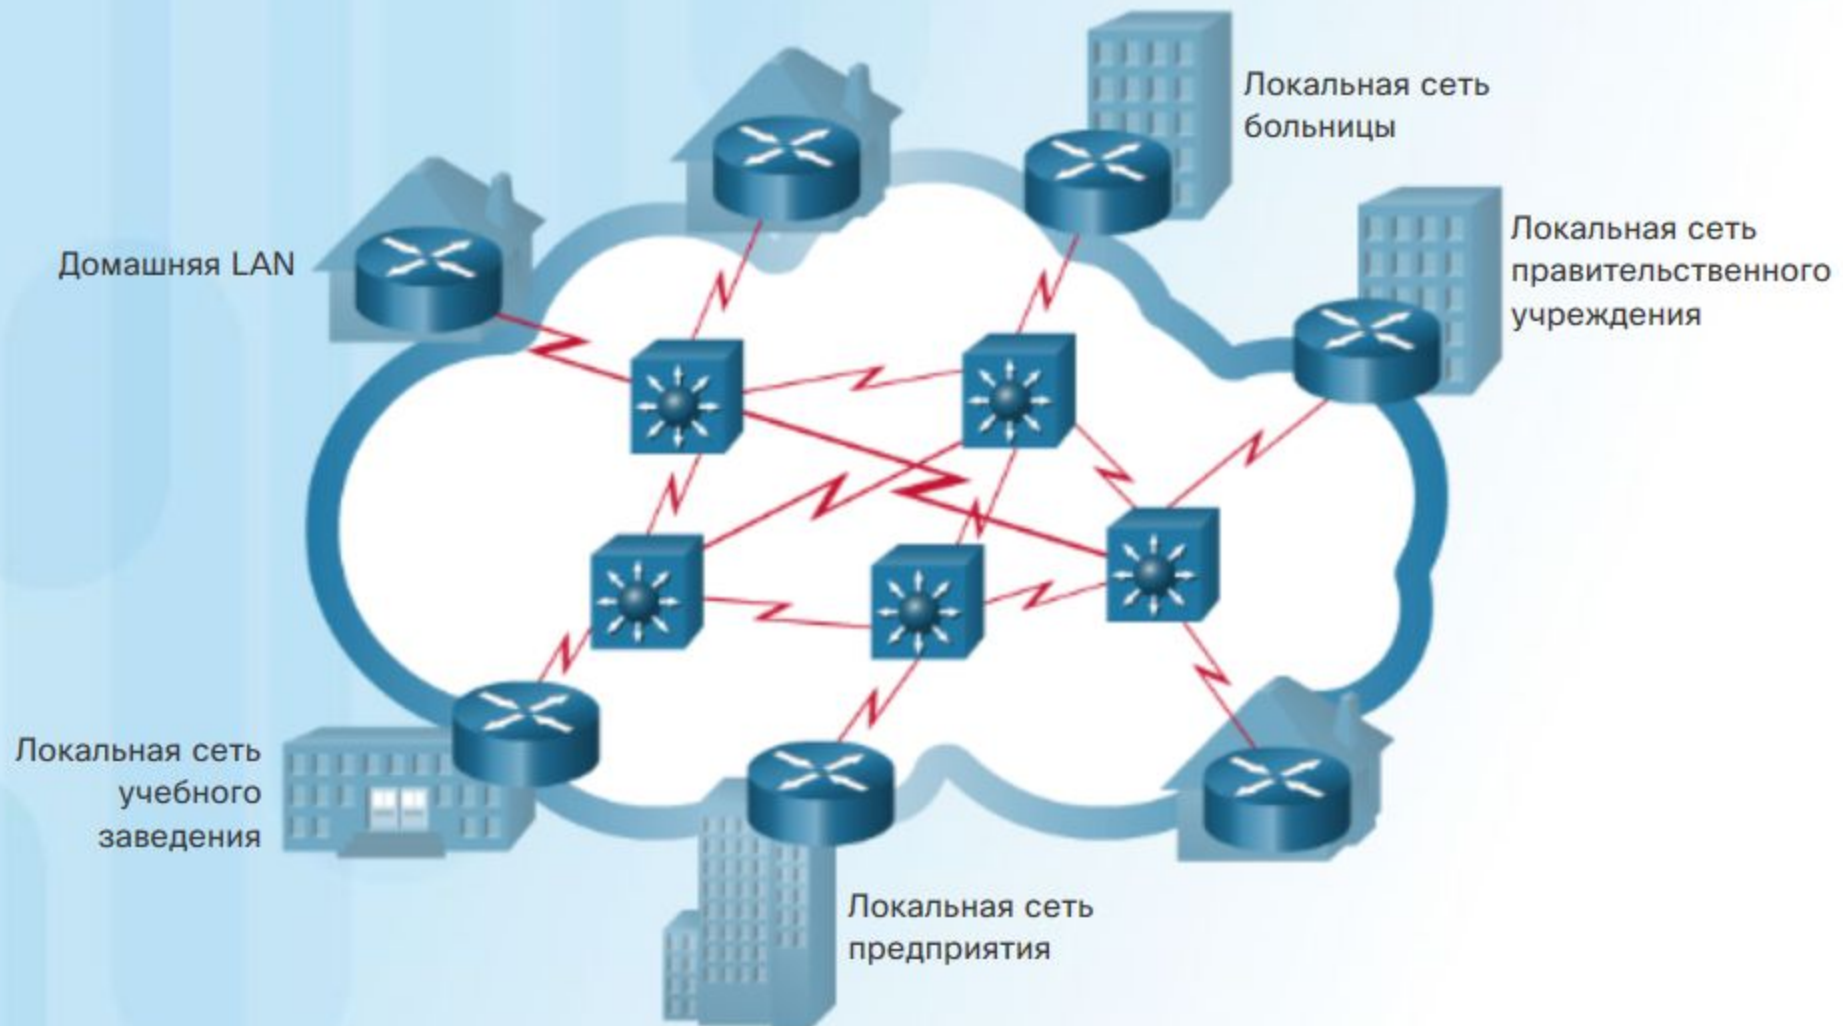 Локальная сеть
больницы
Локальная сеть
правительственного
учреждения
Домашняя LAN
Локальная сеть
учебного
заведения
Локальная сеть
предприятия